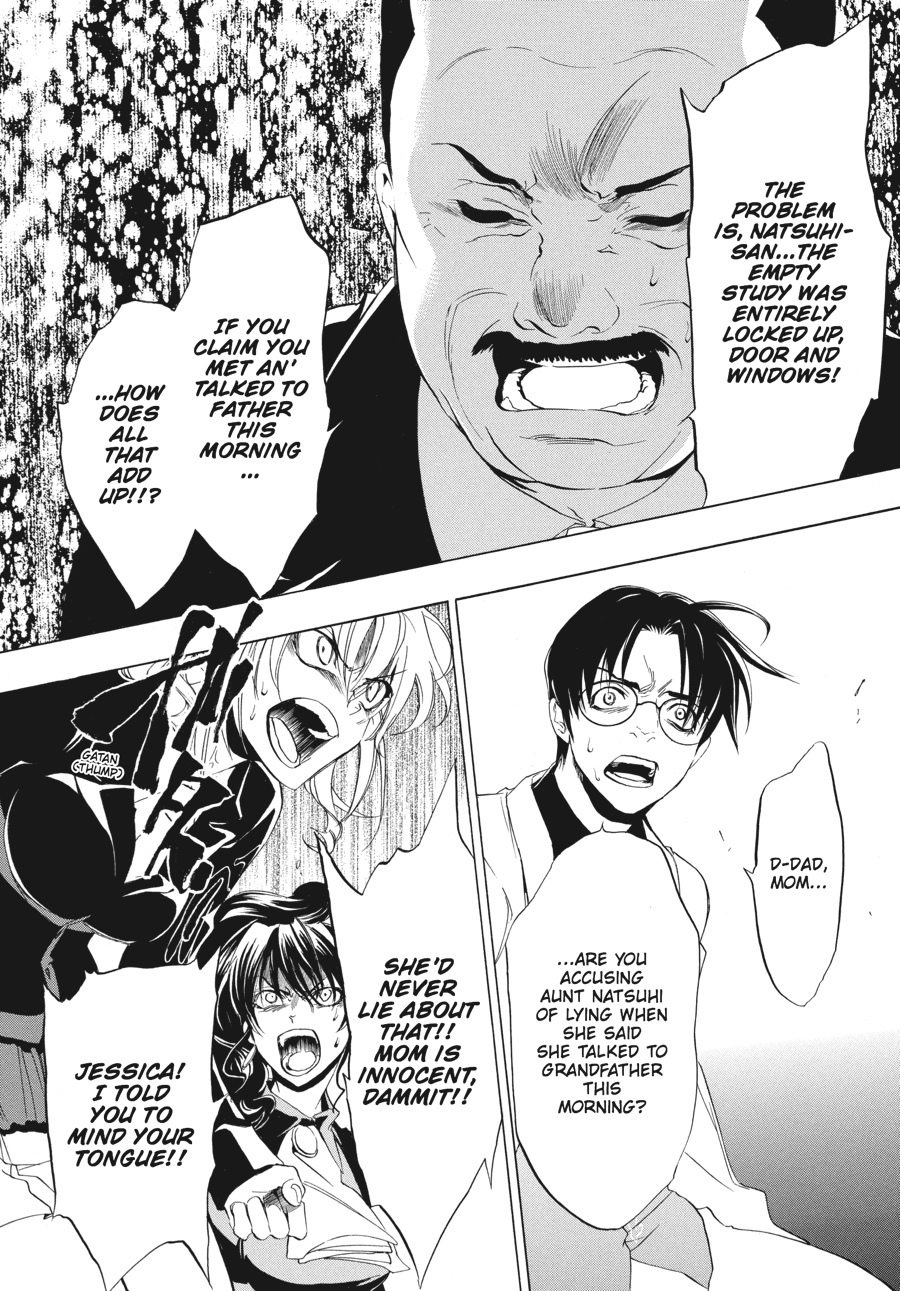 THE
PROBLEM
IS, NATSUHI-
SAN...THE
EMPTY
STUDY WAS
ENTIRELY
LOCKED UP,
DOOR AND
WINDOWS!
IF YOU
CLAIM YOU
MET AN'
TALKED TO
FATHER
THIS
MORNING
...
...HOW
DOES
ALL
THAT
ADD
UP!!?
D-DAD,
MOM...
...ARE YOU
ACCUSING
AUNT NATSUHI
OF LYING WHEN
SHE SAID
SHE TALKED TO
GRANDFATHER
THIS
MORNING?
ガタン
GATAN
(THUMP)
SHE'D
NEVER
LIE ABOUT
THAT!!
MOM IS
INNOCENT,
DAMMIT!!
JESSICA!
I TOLD
YOU TO
MIND YOUR
TONGUE!!